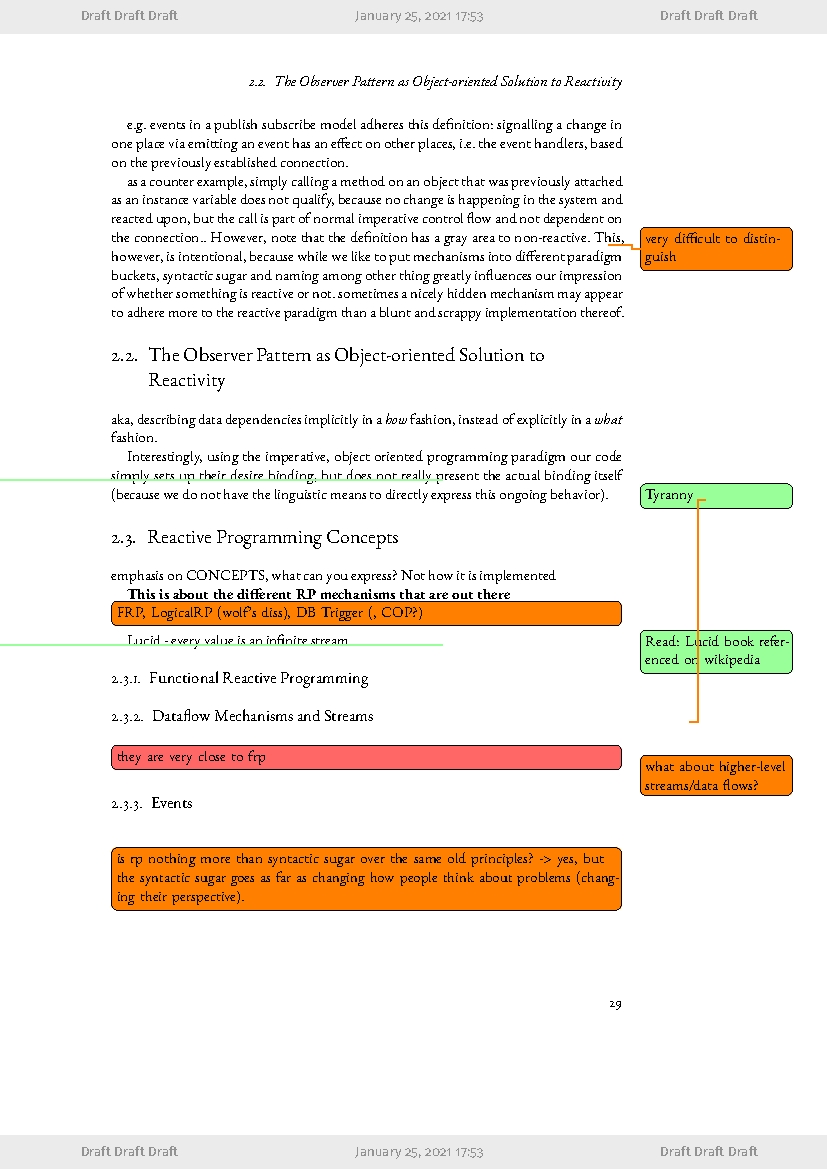 Draft Draft Draft January 25, 2021 17:53 Draft Draft Draft
2.2. The Observer Pattern as Object-oriented Solution to Reactivity
e.g. events in a publish subscribe model adheres this definition: signalling a change in
one place via emitting an event has an effect on other places, i.e. the event handlers, based
on the previously established connection.
as a counter example, simply calling a method on an object that was previously attached
as an instance variable does not qualify, because no change is happening in the system and
reacted upon, but the call is part of normal imperative control flow and not dependent on
the connection.. However, note that the definition has a gray area to non-reactive. This,
however, is intentional, because while we like to put mechanisms into different paradigm
buckets, syntactic sugar and naming among other thing greatly influences our impression
of whether something is reactive or not. sometimes a nicely hidden mechanism may appear
to adhere more to the reactive paradigm than a blunt and scrappy implementation thereof.
very difficult to distin-
guish
2.2. The Observer Pattern as Object-oriented Solution to
Reactivity
aka, describing data dependencies implicitly in a how fashion, instead of explicitly in a what
fashion.
Interestingly, using the imperative, object oriented programming paradigm our code
simply sets up their desire binding, but does not really present the actual binding itself
(because we do not have the linguistic means to directly express this ongoing behavior).
Tyranny
2.3. Reactive Programming Concepts
emphasis on CONCEPTS, what can you express? Not how it is implemented
This is about the different RP mechanisms that are out there
FRP, LogicalRP (wolf's diss), DB Trigger (, COP?)
Lucid - every value is an infinite stream
Read: Lucid book refer-
enced on wikipedia
2.3.1. Functional Reactive Programming
2.3.2. Dataflow Mechanisms and Streams
they are very close to frp
what about higher-level
streams/data flows?
2.3.3. Events
is rp nothing more than syntactic sugar over the same old principles? -> yes, but
the syntactic sugar goes as far as changing how people think about problems (chang-
ing their perspective).
29
Draft Draft Draft January 25, 2021 17:53 Draft Draft Draft